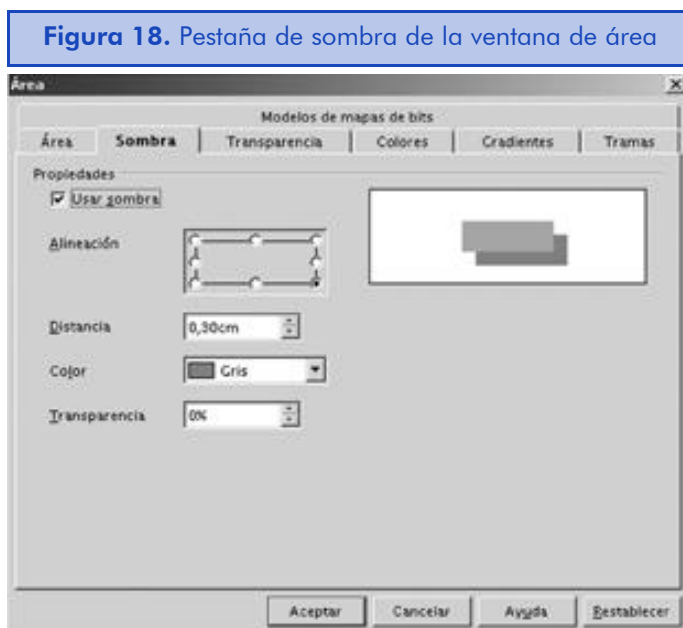 Figura 18. Pestaña de sombra de la ventana de área
Área
Modelos de mapas de bits
Área Sombra Transparencia Colores Gradientes Tramas
Propiedades
Usar sombra
Alineación
Distancia 0,30cm
Color Gris
Transparencia 0%
Aceptar Cancelar Ayuda Restablecer